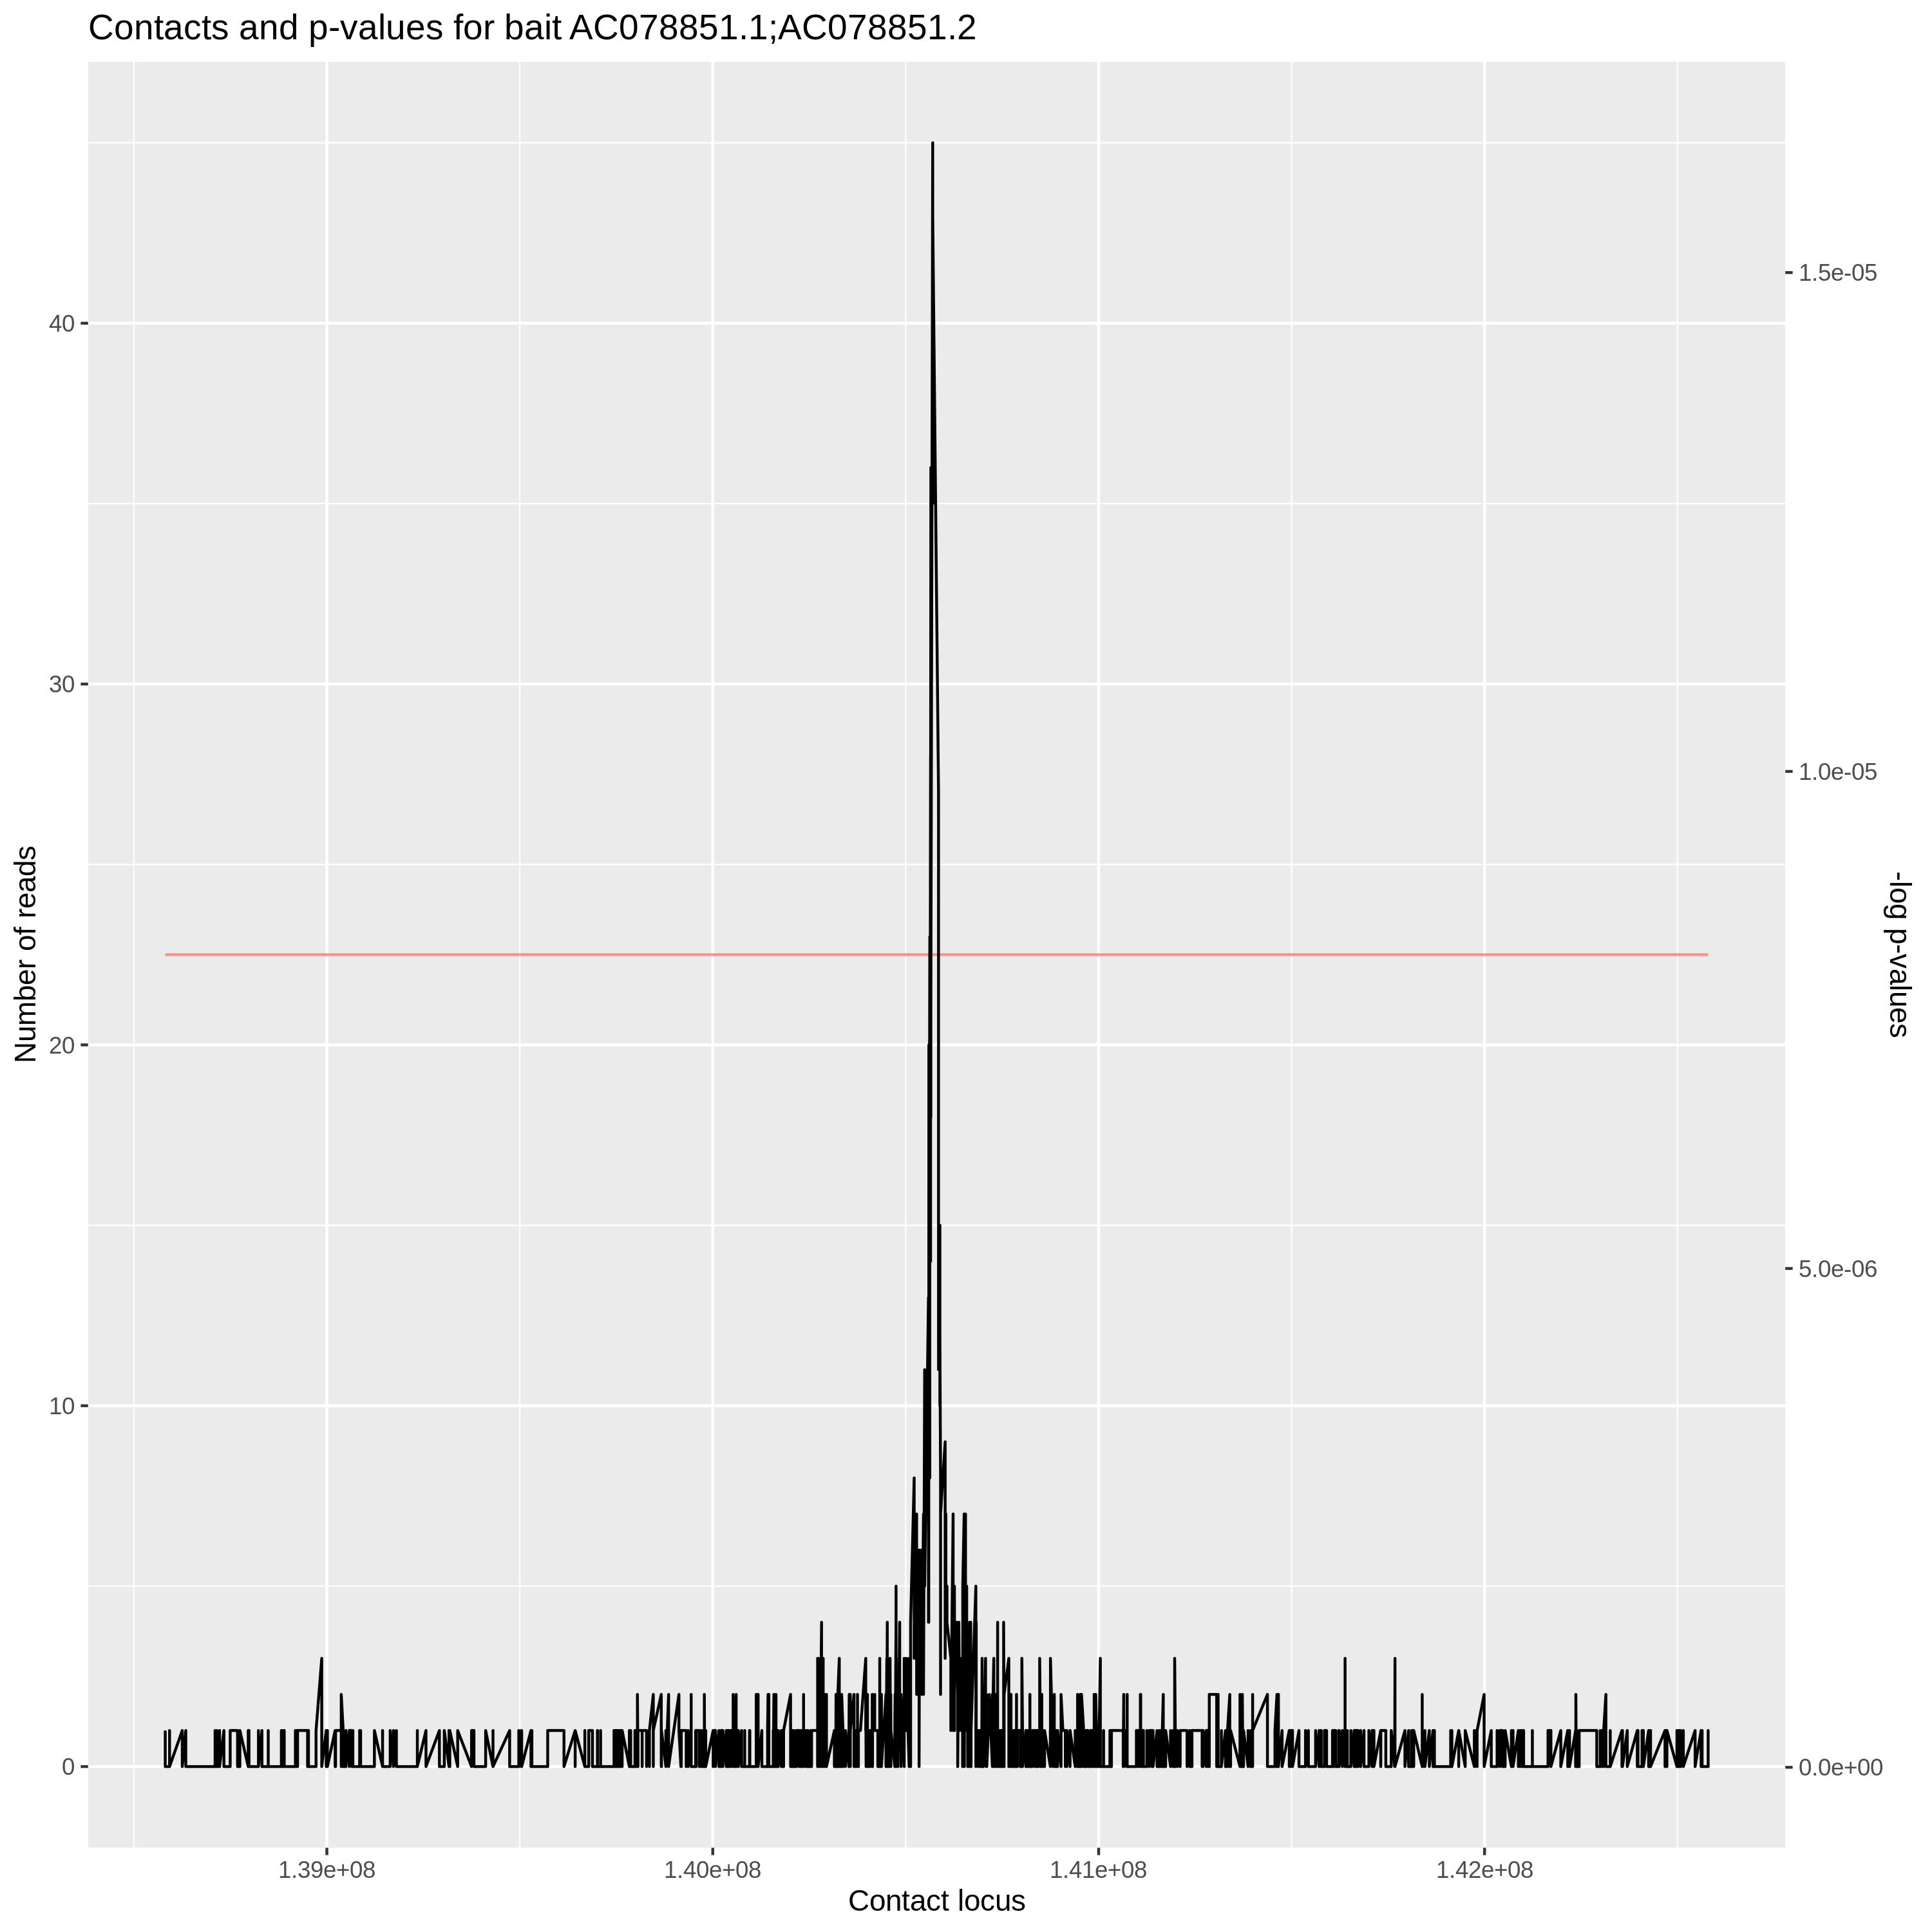 Contacts and p-values for bait AC078851.1;AC078851.2
Number of reads
40
30
20
10
0
1.5e-05
1.0e-05
5.0e-06
0.0e+00
-log p-values
1.39e+08
1.40e+08
1.41e+08
1.42e+08
Contact locus